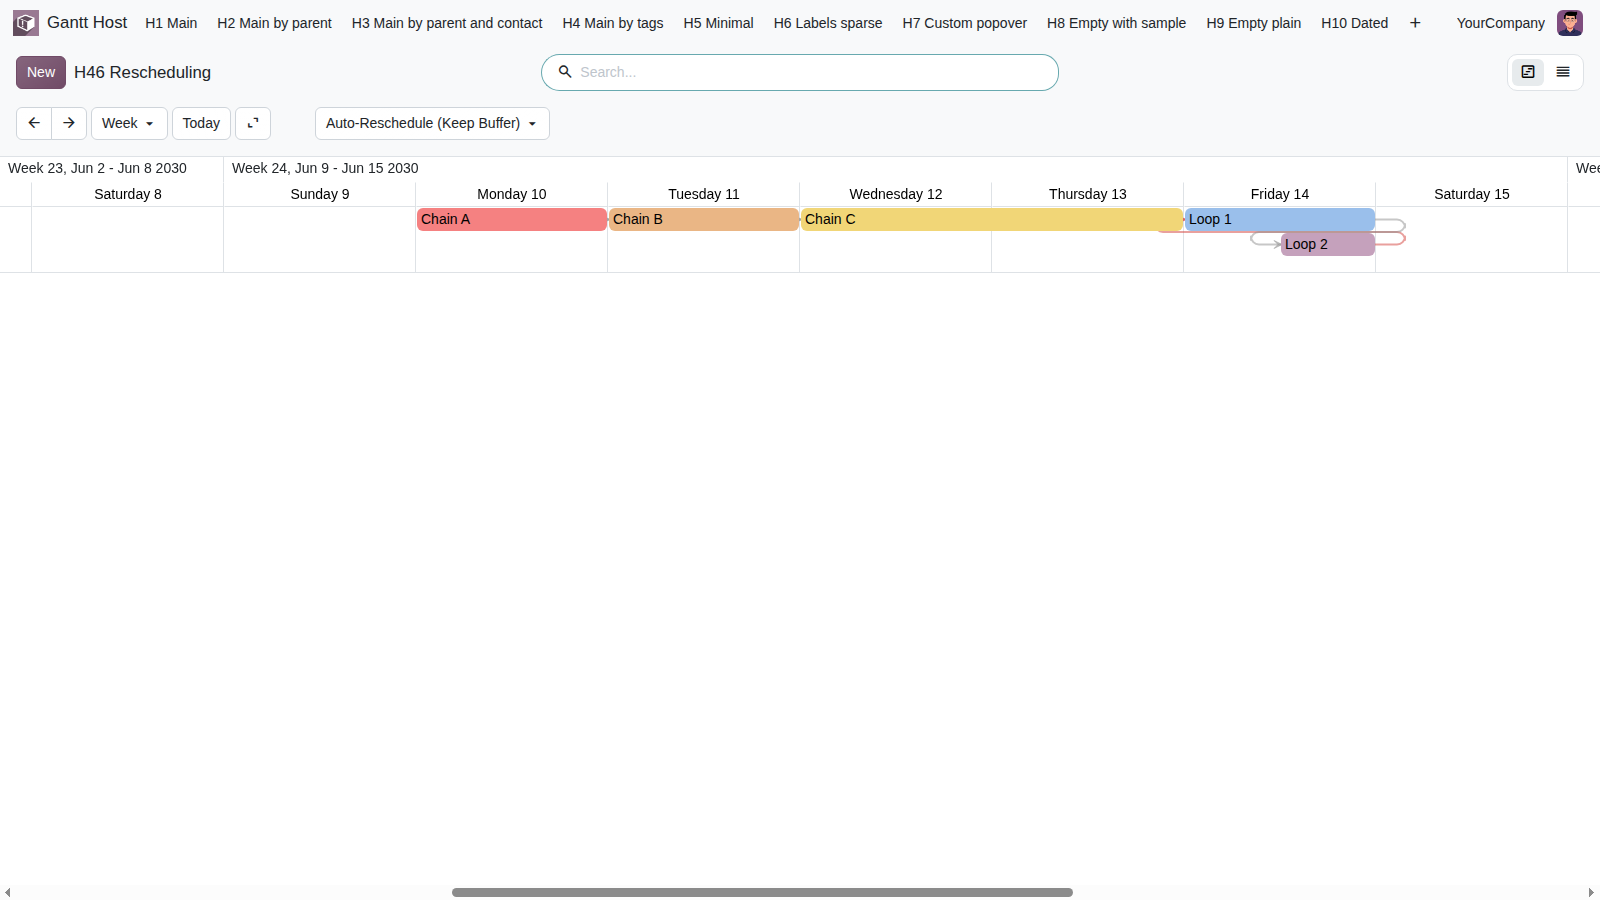 Gantt Host H1 Main H2 Main by parent H3 Main by parent and contact H4 Main by tags H5 Minimal H6 Labels sparse H7 Custom popover H8 Empty with sample H9 Empty plain H10 Dated + YourCompany
New H46 Rescheduling Search...
Week Today Auto-Reschedule (Keep Buffer)
Week 23, Jun 2 - Jun 8 2030 Week 24, Jun 9 - Jun 15 2030
Saturday 8 Sunday 9 Monday 10 Tuesday 11 Wednesday 12 Thursday 13 Friday 14 Saturday 15
Chain A Chain B Chain C Loop 1
Loop 2